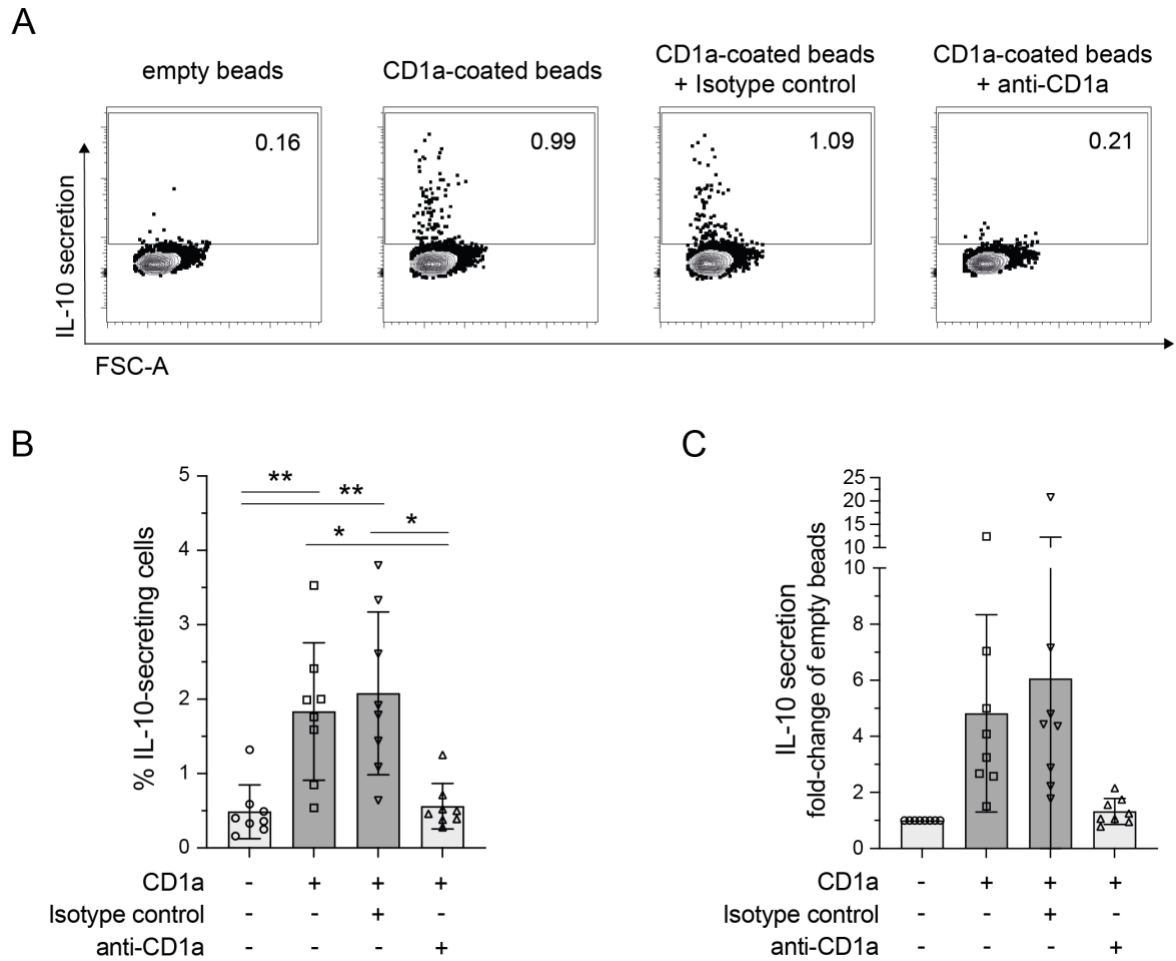 A
empty beads
CD1a-coated beads
CD1a-coated beads
+ Isotype control
CD1a-coated beads
+ anti-CD1a
0.16
0.99
1.09
0.21
IL-10 secretion
FSC-A
B
% IL-10-secreting cells
5
4
3
2
1
0
**
**
*
*
CD1a - + + +
Isotype control - - + -
anti-CD1a - - - +
C
IL-10 secretion
fold-change of empty beads
25
20
15
10
10
8
6
4
2
0
CD1a - + + +
Isotype control - - + -
anti-CD1a - - - +